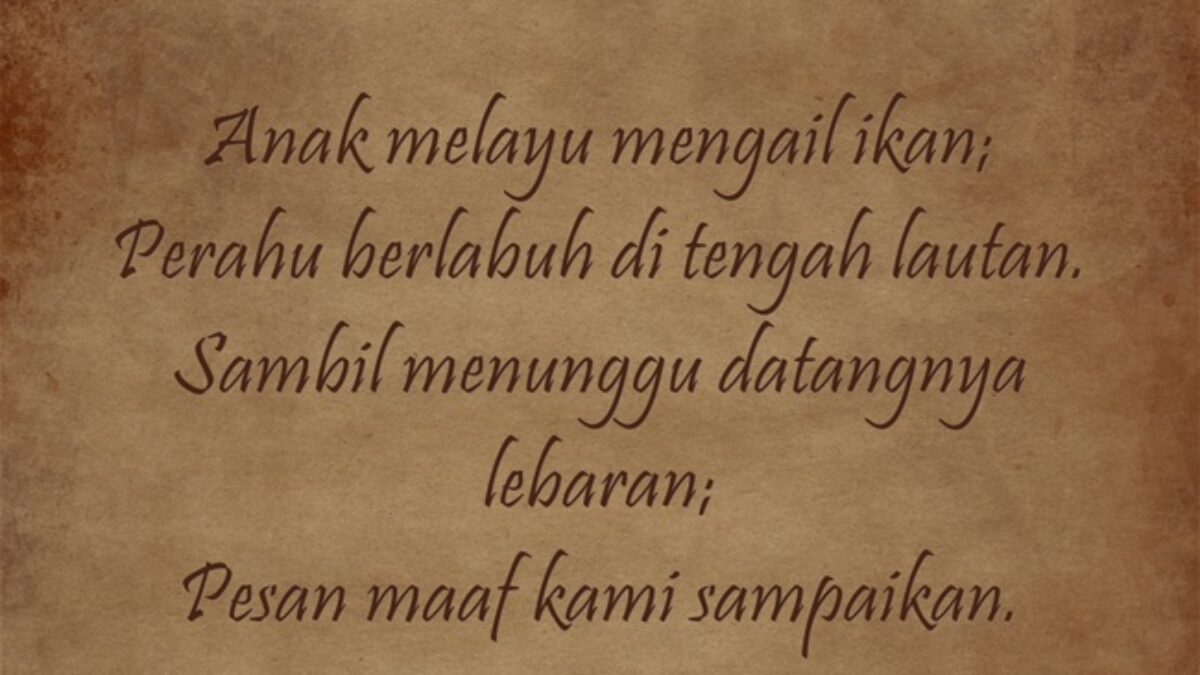 Anak melayu mengail ikan;
Perahu berlabuh di tengah lautan.
Sambil menunggu datangnya
lebaran;
Pesan maaf kami sampaikan.